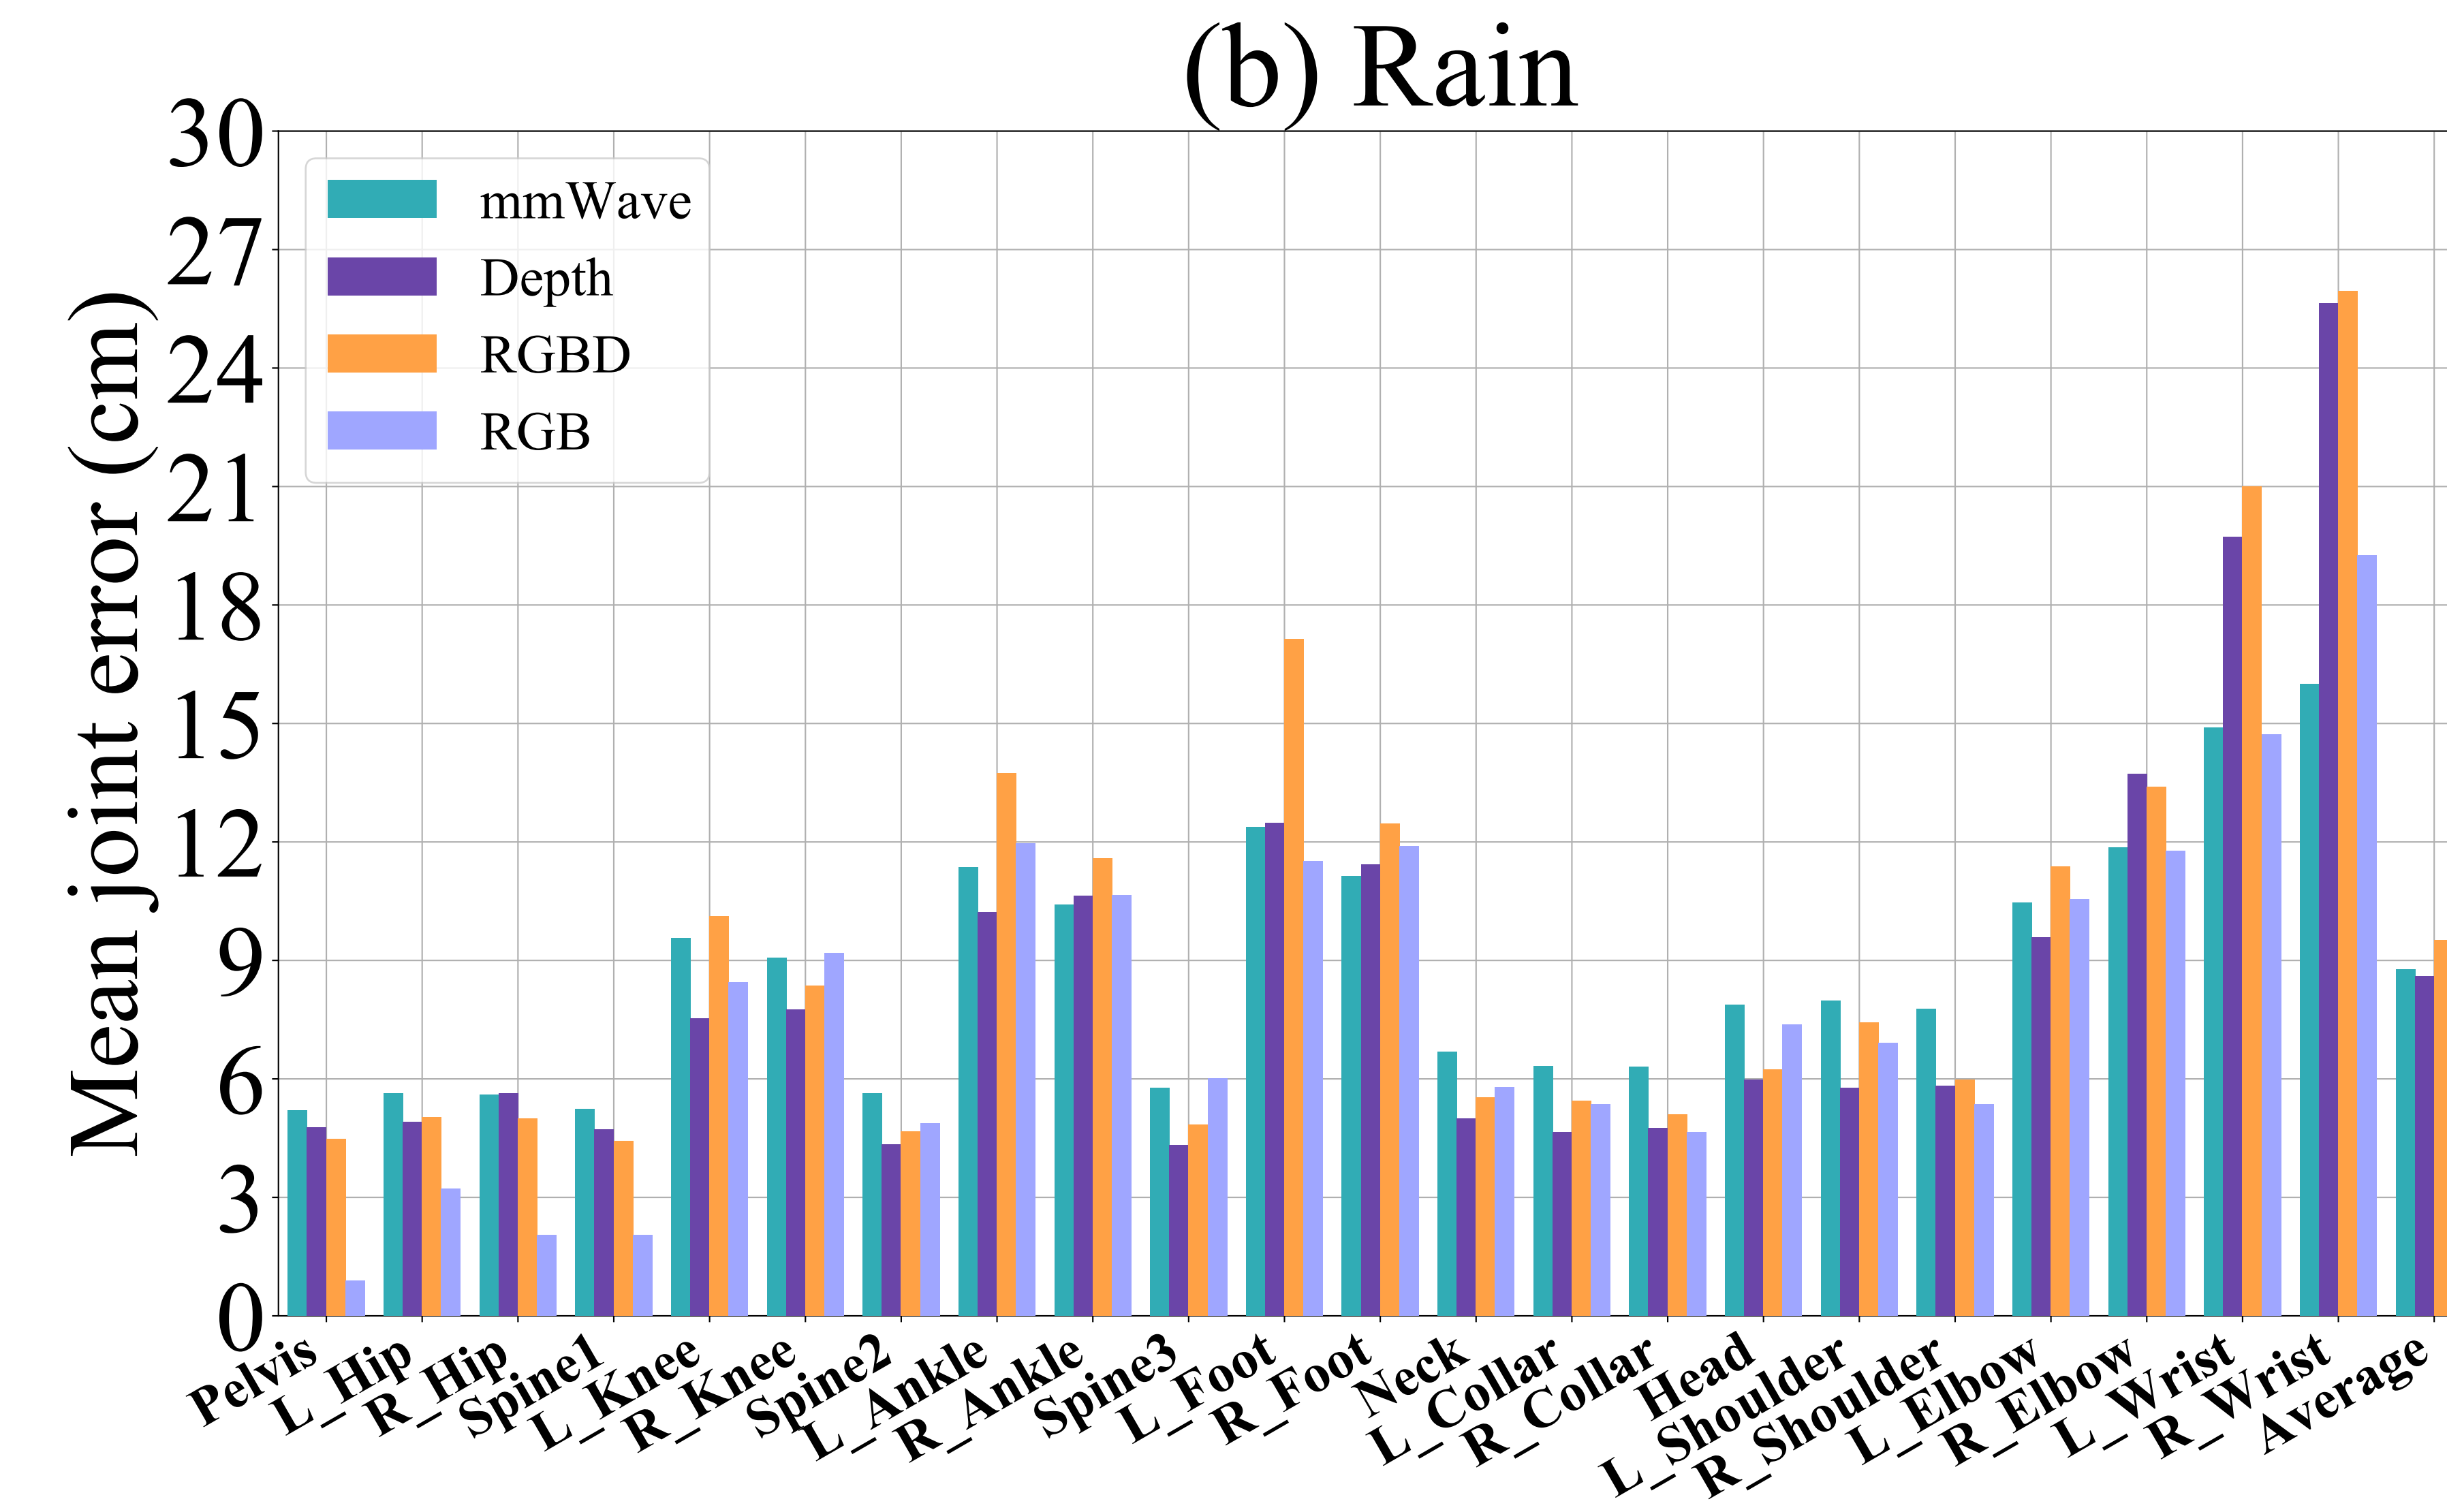 (b) Rain
Mean joint error (cm)
30
27
24
21
18
15
12
9
6
3
0
mmWave
Depth
RGBD
RGB
Pelvis
L_Hip
R_Hip
Spine1
L_Knee
R_Knee
Spine2
L_Ankle
R_Ankle
Spine3
L_Foot
R_Foot
Neck
L_Collar
R_Collar
Head
L_Shoulder
R_Shoulder
L_Elbow
R_Elbow
L_Wrist
R_Wrist
Average